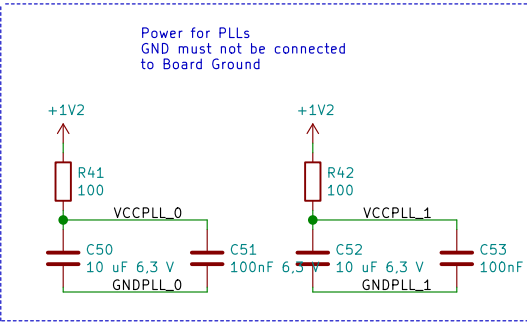 Power for PLLs
GND must not be connected
to Board Ground
+1V2
+1V2
R41
100
R42
100
VCCPLL_0
VCCPLL_1
C50
10 uF 6,3 V
C51
100nF 6,3 V
C52
10 uF 6,3 V
C53
100nF
GNDPLL_0
GNDPLL_1